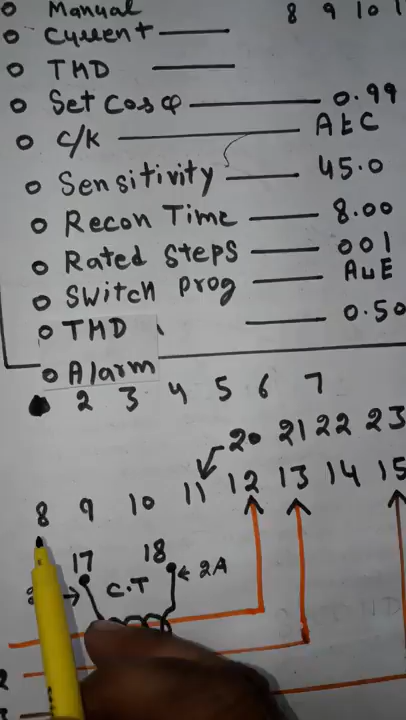 Manual
8 9 10 1
Current
THD
Set Cos φ 0.99
C/K AtC
Sensitivity 45.0
Recon Time 8.00
Rated Steps 001
Switch prog AuE
THD 0.50
Alarm
2 3 4 5 6 7
20 21 22 23
8 9 10 11 12 13 14 15
17 C.T 18 2A
2